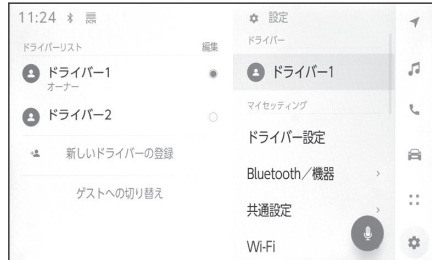 11:24
ドライバーリスト 編集
ドライバー1
オーナー
ドライバー2
新しいドライバーの登録
ゲストへの切り替え
設定
ドライバー
ドライバー1
マイセッティング
ドライバー設定
Bluetooth／機器
共通設定
Wi-Fi